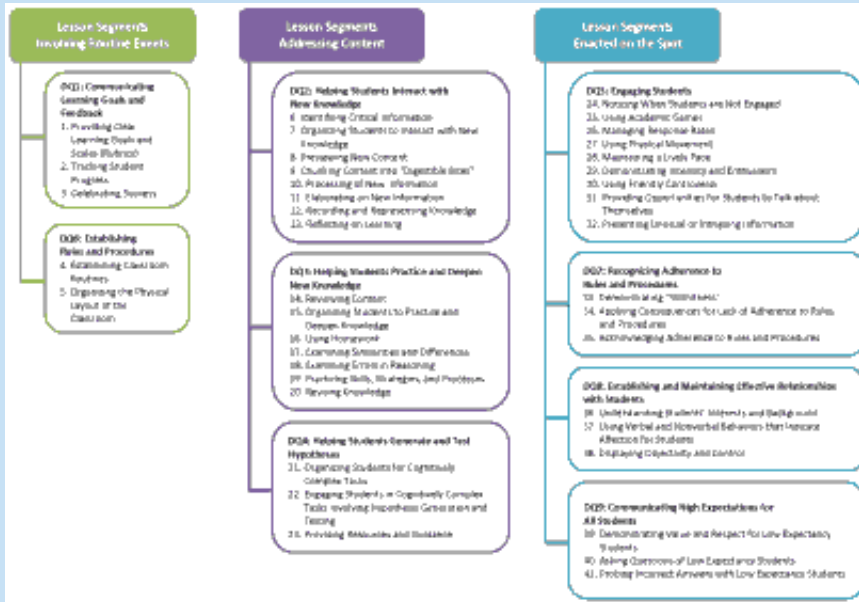 Lesson Segments
Involving Routine Events
DQ1: Communicating
Learning Goals and
Feedback
1. Providing Clear
Learning Goals and
Scales (Rubrics)
2. Tracking Student
Progress
3. Celebrating Success
DQ6: Establishing
Rules and Procedures
4. Establishing Classroom
Routines
5. Organizing the Physical
Layout of the
Classroom
Lesson Segments
Addressing Content
DQ2: Helping Students Interact with
New Knowledge
6. Identifying Critical Information
7. Organizing Students to Interact with New
Knowledge
8. Previewing New Content
9. Chunking Content into "Digestible Bites"
10. Processing of New Information
11. Elaborating on New Information
12. Recording and Representing Knowledge
13. Reflecting on Learning
DQ3: Helping Students Practice and Deepen
New Knowledge
14. Reviewing Content
15. Organizing Students to Practice and
Deepen Knowledge
16. Using Homework
17. Examining Similarities and Differences
18. Examining Errors in Reasoning
19. Practicing Skills, Strategies, and Processes
20. Revising Knowledge
DQ4: Helping Students Generate and Test
Hypotheses
21. Organizing Students for Cognitively
Complex Tasks
22. Engaging Students in Cognitively Complex
Tasks Involving Hypothesis Generation and
Testing
23. Providing Resources and Guidance
Lesson Segments
Enacted on the Spot
DQ5: Engaging Students
24. Noticing When Students are Not Engaged
25. Using Academic Games
26. Managing Response Rates
27. Using Physical Movement
28. Maintaining a Lively Pace
29. Demonstrating Intensity and Enthusiasm
30. Using Friendly Controversy
31. Providing Opportunities for Students to Talk about
Themselves
32. Presenting Unusual or Intriguing Information
DQ7: Recognizing Adherence to
Rules and Procedures
33. Demonstrating "Withitness"
34. Applying Consequences for Lack of Adherence to Rules
and Procedures
35. Acknowledging Adherence to Rules and Procedures
DQ8: Establishing and Maintaining Effective Relationships
with Students
36. Understanding Students' Interests and Background
37. Using Verbal and Nonverbal Behaviors that Indicate
Affection for Students
38. Displaying Objectivity and Control
DQ9: Communicating High Expectations for
All Students
39. Demonstrating Value and Respect for Low Expectancy
Students
40. Asking Questions of Low Expectancy Students
41. Probing Incorrect Answers with Low Expectancy Students